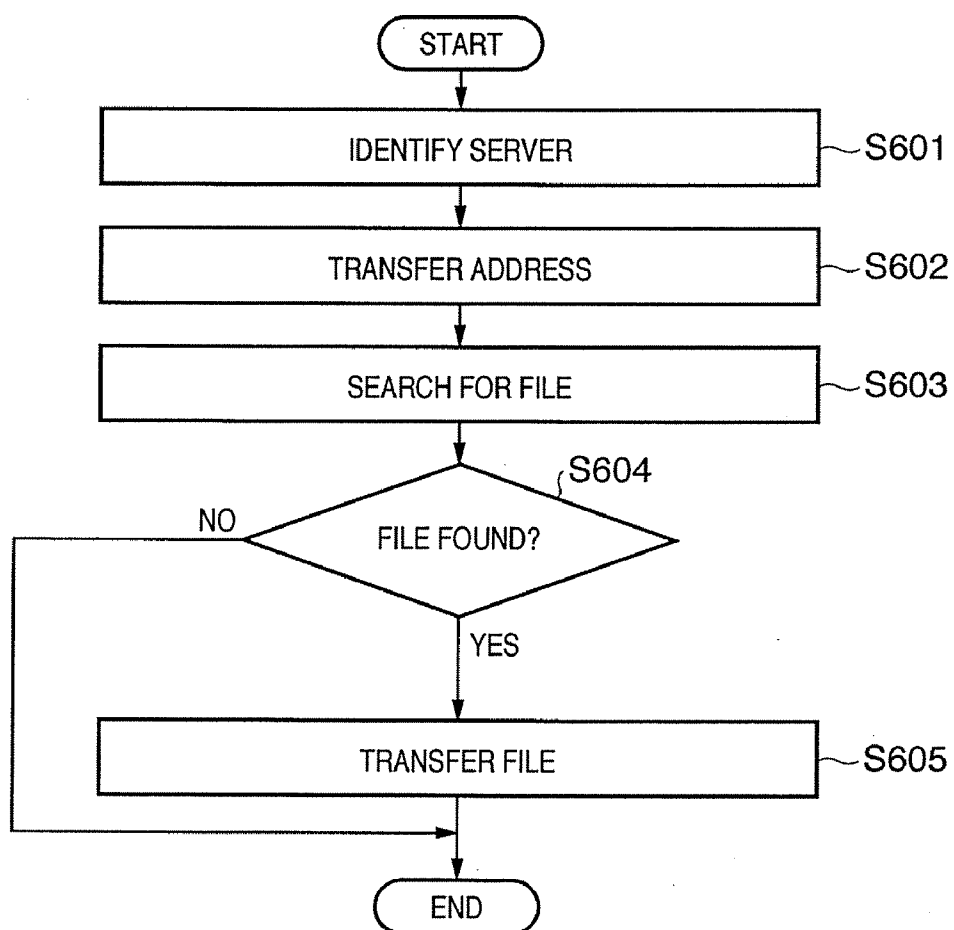 START
IDENTIFY SERVER
S601
TRANSFER ADDRESS
S602
SEARCH FOR FILE
S603
S604
NO
FILE FOUND?
YES
TRANSFER FILE
S605
END